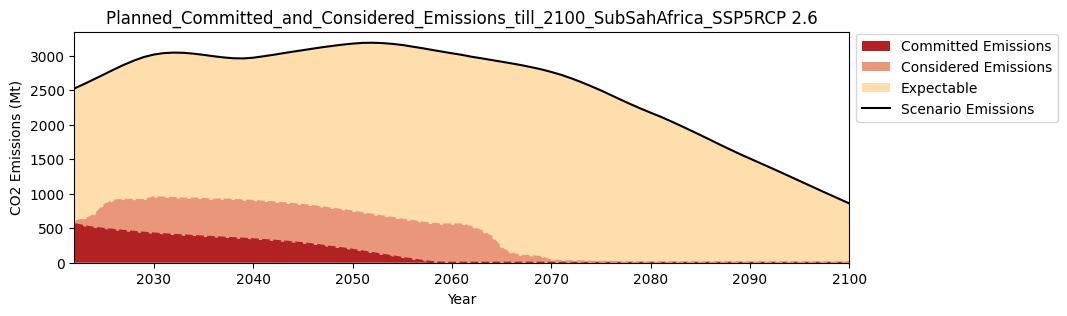 Planned_Committed_and_Considered_Emissions_till_2100_SubSahAfrica_SSP5RCP 2.6
CO2 Emissions (Mt)
3000
2500
2000
1500
1000
500
0
2030
2040
2050
2060
2070
2080
2090
2100
Year
Committed Emissions
Considered Emissions
Expectable
Scenario Emissions